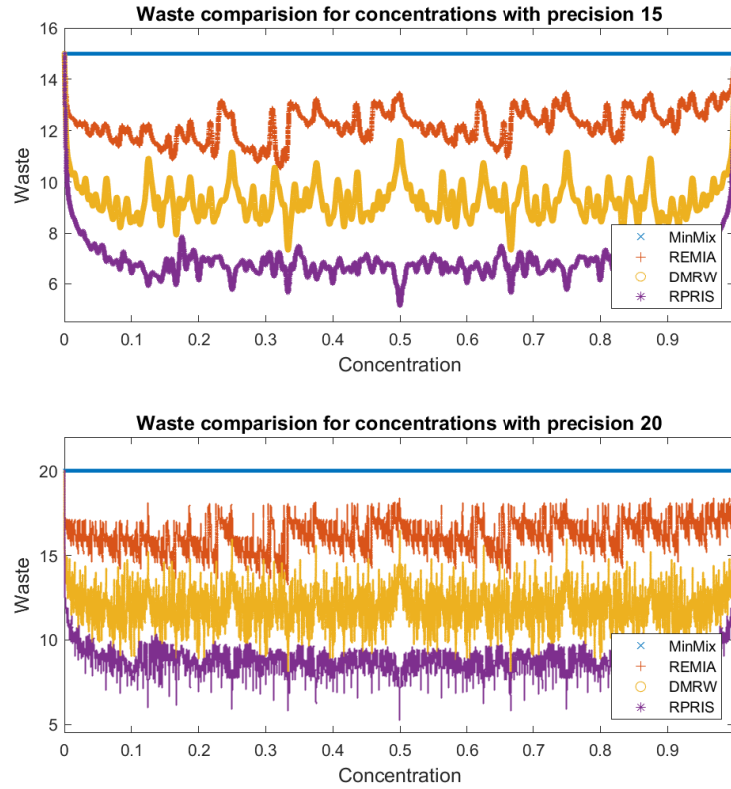 Waste comparision for concentrations with precision 15
16
14
12
10
8
6
Waste
0 0.1 0.2 0.3 0.4 0.5 0.6 0.7 0.8 0.9
Concentration
MinMix
REMIA
DMRW
RPRIS
Waste comparision for concentrations with precision 20
20
15
10
5
Waste
0 0.1 0.2 0.3 0.4 0.5 0.6 0.7 0.8 0.9
Concentration
MinMix
REMIA
DMRW
RPRIS